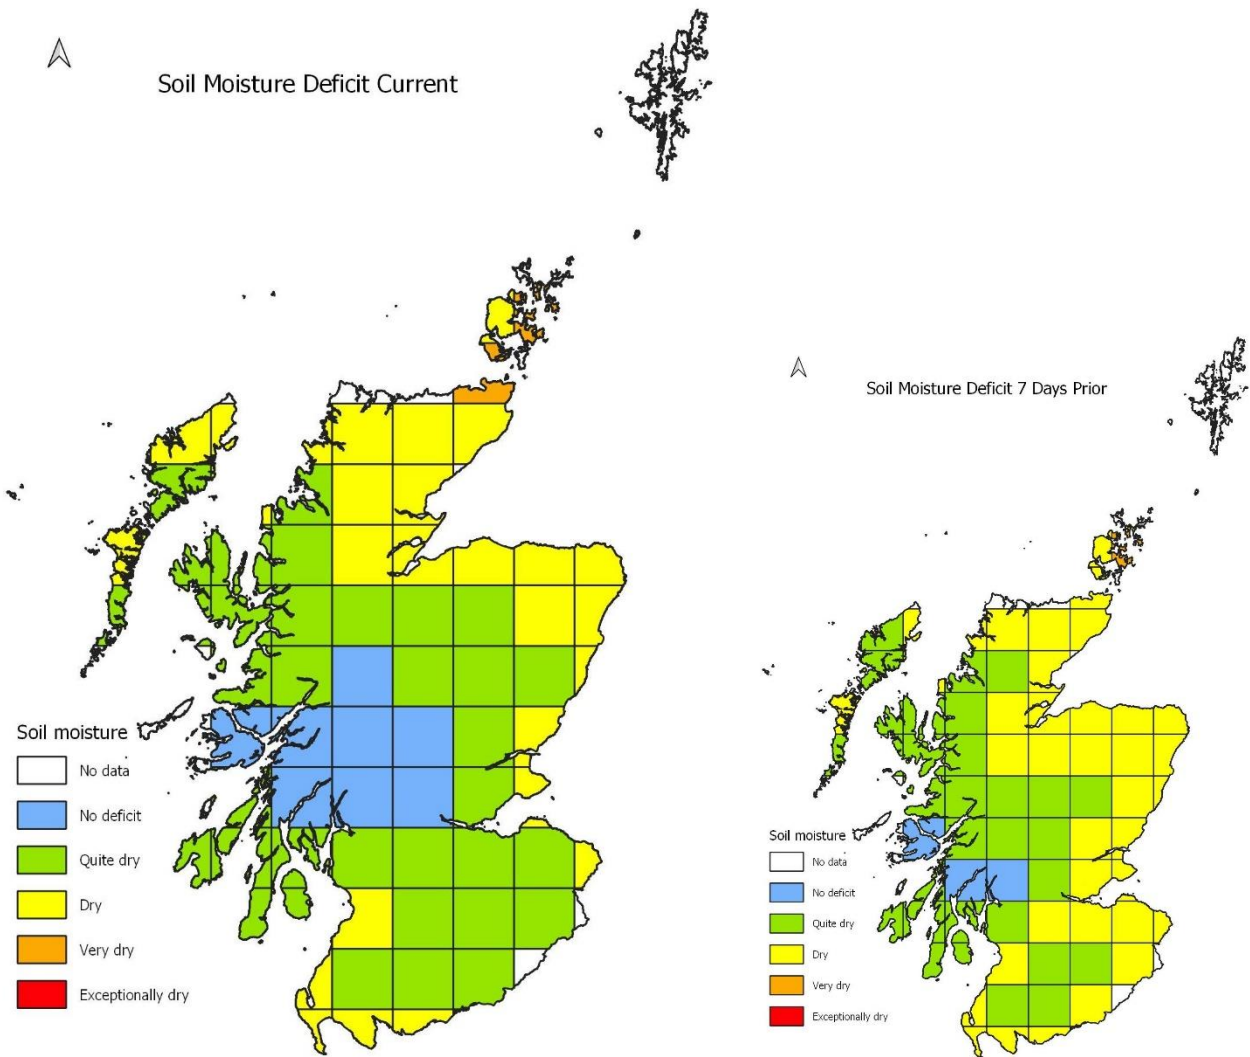 Soil Moisture Deficit Current
Soil moisture
No data
No deficit
Quite dry
Dry
Very dry
Exceptionally dry
Soil Moisture Deficit 7 Days Prior
Soil moisture
No data
No deficit
Quite dry
Dry
Very dry
Exceptionally dry